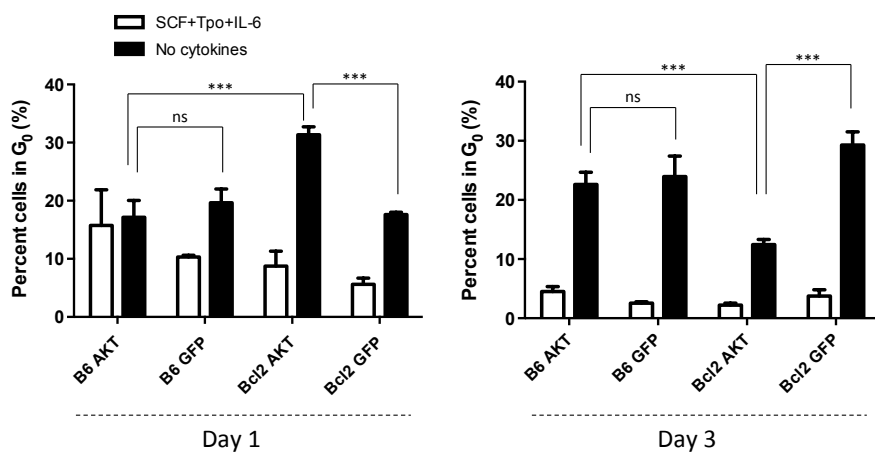 SCF+Tpo+IL-6
No cytokines
Percent cells in G0 (%)
40
30
20
10
0
***
***
ns
B6 AKT
B6 GFP
Bcl2 AKT
Bcl2 GFP
Day 1
Percent cells in G0 (%)
40
30
20
10
0
***
***
ns
B6 AKT
B6 GFP
Bcl2 AKT
Bcl2 GFP
Day 3